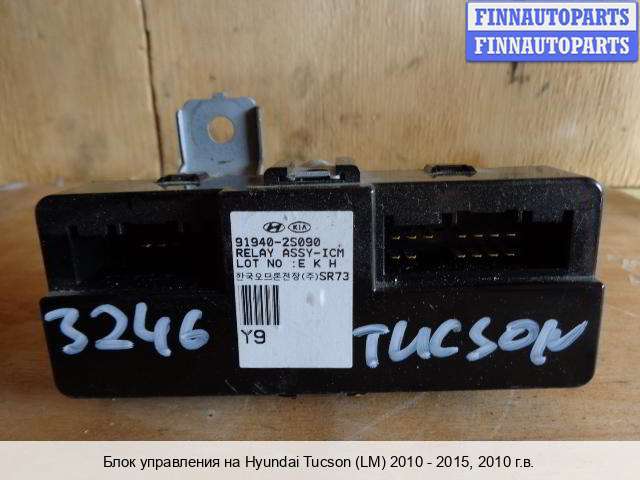 FINNAUTOPARTS
FINNAUTOPARTS
KIA
91940-2S090
RELAY ASSY-ICM
LOT NO :E K H
한국오므론전장(주)SR73
Y9
3246
TUCSON
Блок управления на Hyundai Tucson (LM) 2010 - 2015, 2010 г.в.